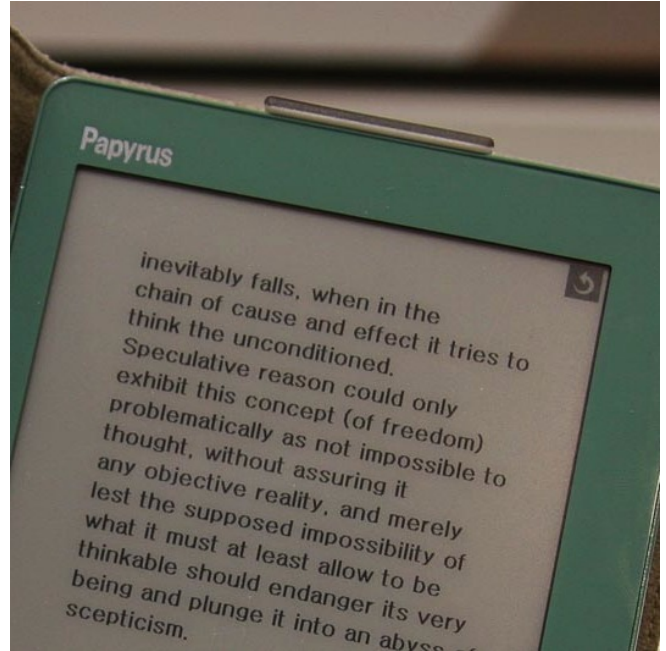 Papyrus
inevitably falls, when in the
chain of cause and effect it tries to
think the unconditioned.
Speculative reason could only
exhibit this concept (of freedom)
problematically as not impossible to
thought, without assuring it
any objective reality, and merely
lest the supposed impossibility of
what it must at least allow to be
thinkable should endanger its very
being and plunge it into an abyss of
scepticism.